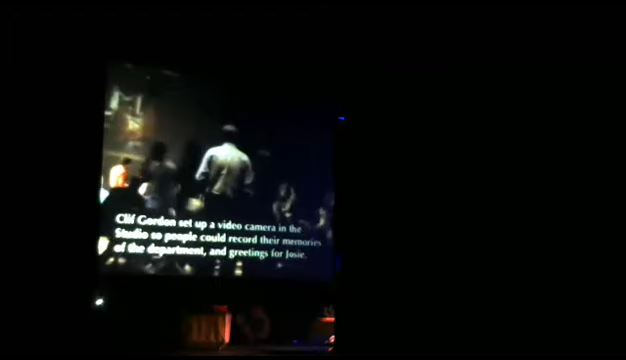 Clif Gordon set up a video camera in the
Studio so people could record their memories
of the department, and greetings for Josie.